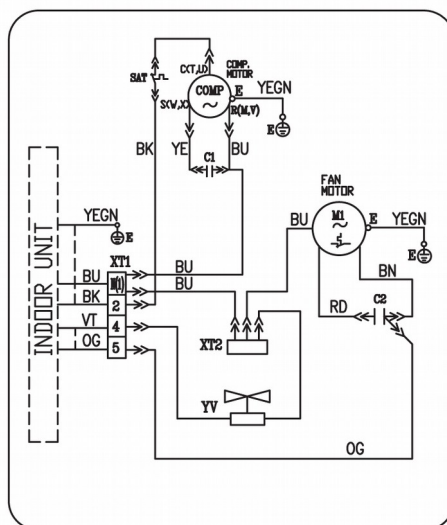 C(T,U)
COMP.
MOTOR
SAT
COMP
E
YEGN
S(W,X)
R(M,V)
E
BK
YE
C1
BU
FAN
MOTOR
YEGN
E
BU
M1
E
YEGN
E
XT1
BU
BU
N(1)
BU
BN
BK
2
C2
INDOOR UNIT
VT
4
RD
OG
5
XT2
YV
OG